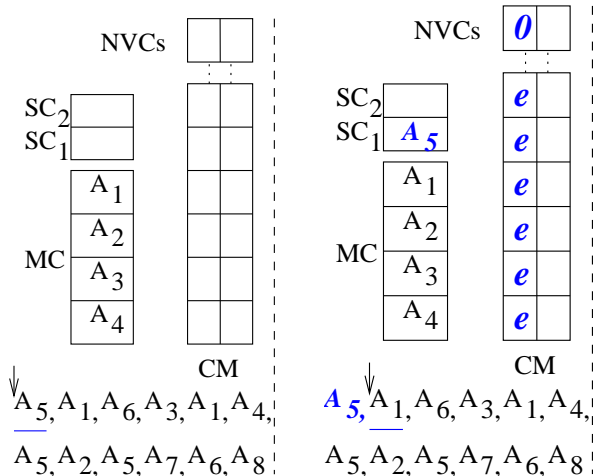 NVCs
SC₂
SC₁
A₁
A₂
MC
A₃
A₄
CM
A₅, A₁, A₆, A₃, A₁, A₄,
A₅, A₂, A₅, A₇, A₆, A₈
NVCs 0
SC₂ e
SC₁ A₅ e
A₁ e
A₂ e
MC
A₃ e
A₄ e
CM
A₅, A₁, A₆, A₃, A₁, A₄,
A₅, A₂, A₅, A₇, A₆, A₈